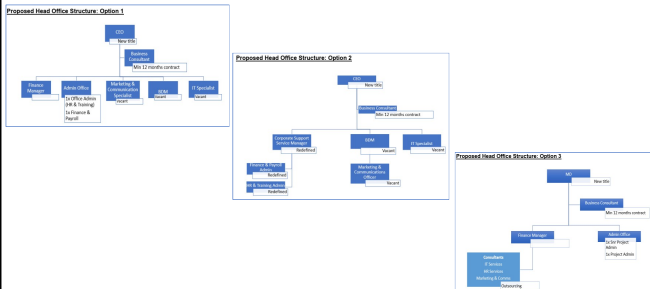 Proposed Head Office Structure: Option 1
CEO
New title
Business
Consultant
Min 12 months contract
Finance
Manager
Admin Office
1x Office Admin
(HR & Training)
1x Finance &
Payroll
Marketing &
Communication
Specialist
Vacant
BDM
Vacant
IT Specialist
Vacant
Proposed Head Office Structure: Option 2
CEO
New title
Business Consultant
Min 12 months contract
Corporate Support
Service Manager
Redefined
Finance & Payroll
Admin
Redefined
HR & Training Admin
Redefined
BDM
Vacant
Marketing &
Communications
Officer
Vacant
IT Specialist
Vacant
Proposed Head Office Structure: Option 3
MD
New title
Business Consultant
Min 12 months contract
Finance Manager
Consultants
IT Services
HR Services
Marketing & Comms
Outsourcing
Admin Office
1x Snr Project
Admin
1x Project Admin